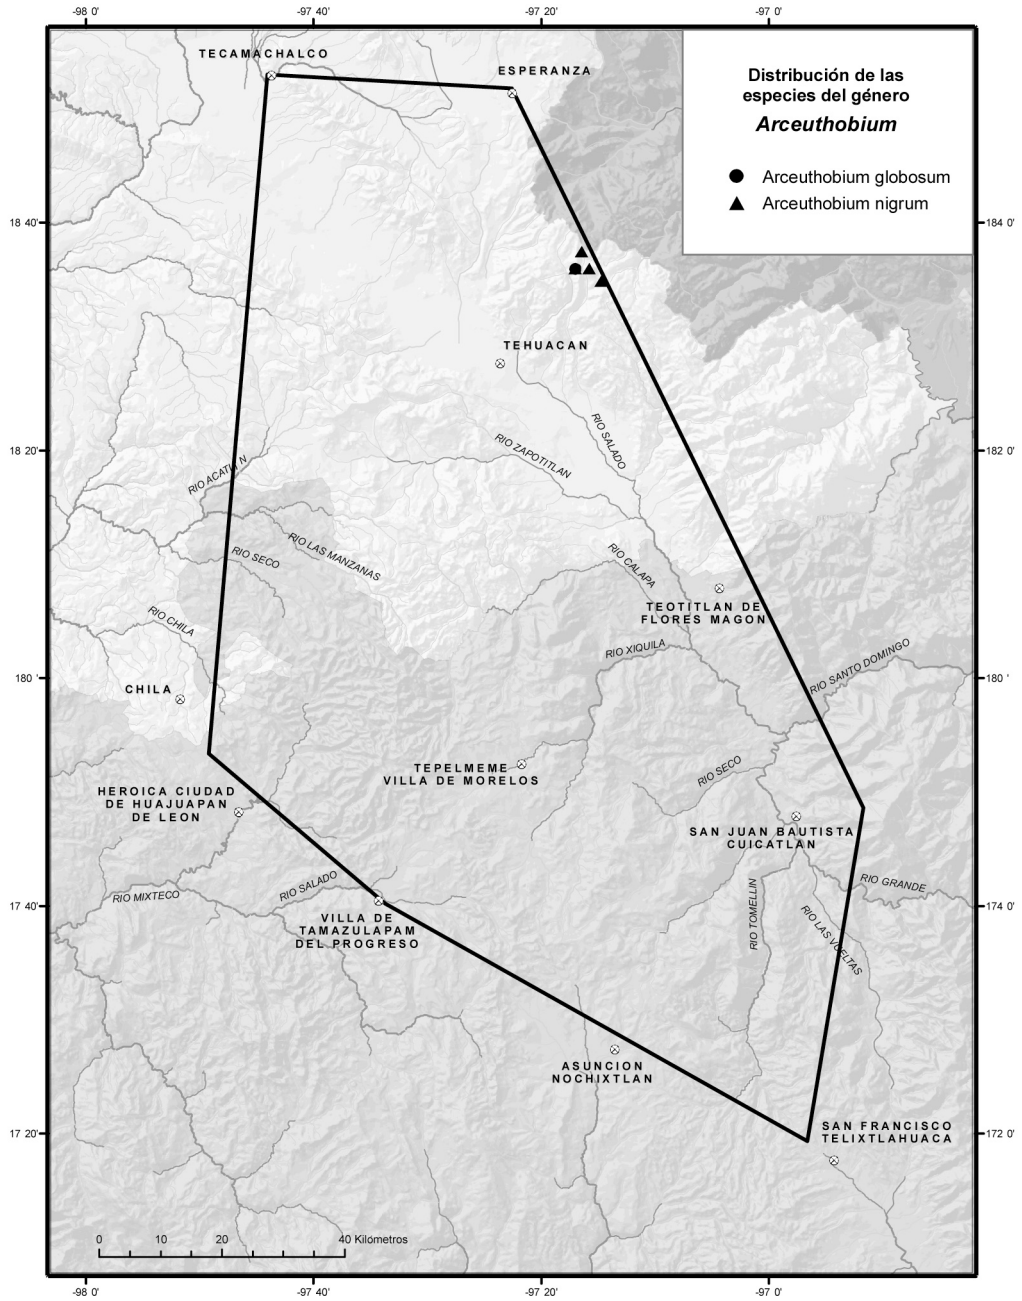 -98 0'
-97 40'
-97 20'
-97 0'
TECAMACHALCO
ESPERANZA
Distribución de las
especies del género
Arceuthobium
Arceuthobium globosum
Arceuthobium nigrum
18 40'
184 0'
TEHUACAN
RIO SALADO
RIO ZAPOTITLAN
18 20'
182 0'
RIO SECO
RIO LAS MANZANAS
RIO CALAPA
TEOTITLAN DE
FLORES MAGON
RIO CHILA
RIO XIQUILA
RIO SANTO DOMINGO
180 '
180 '
CHILA
TEPELMEME
VILLA DE MORELOS
RIO SECO
HEROICA CIUDAD
DE HUAJUAPAN
DE LEON
SAN JUAN BAUTISTA
CUICATLAN
RIO MIXTECO
RIO SALADO
RIO GRANDE
17 40'
174 0'
VILLA DE
TAMAZULAPAM
DEL PROGRESO
RIO TOMELLIN
RIO LAS VUELTAS
ASUNCION
NOCHIXTLAN
SAN FRANCISCO
TELIXTLAHUACA
17 20'
172 0'
0 10 20 40 Kilómetros
-98 0'
-97 40'
-97 20'
-97 0'